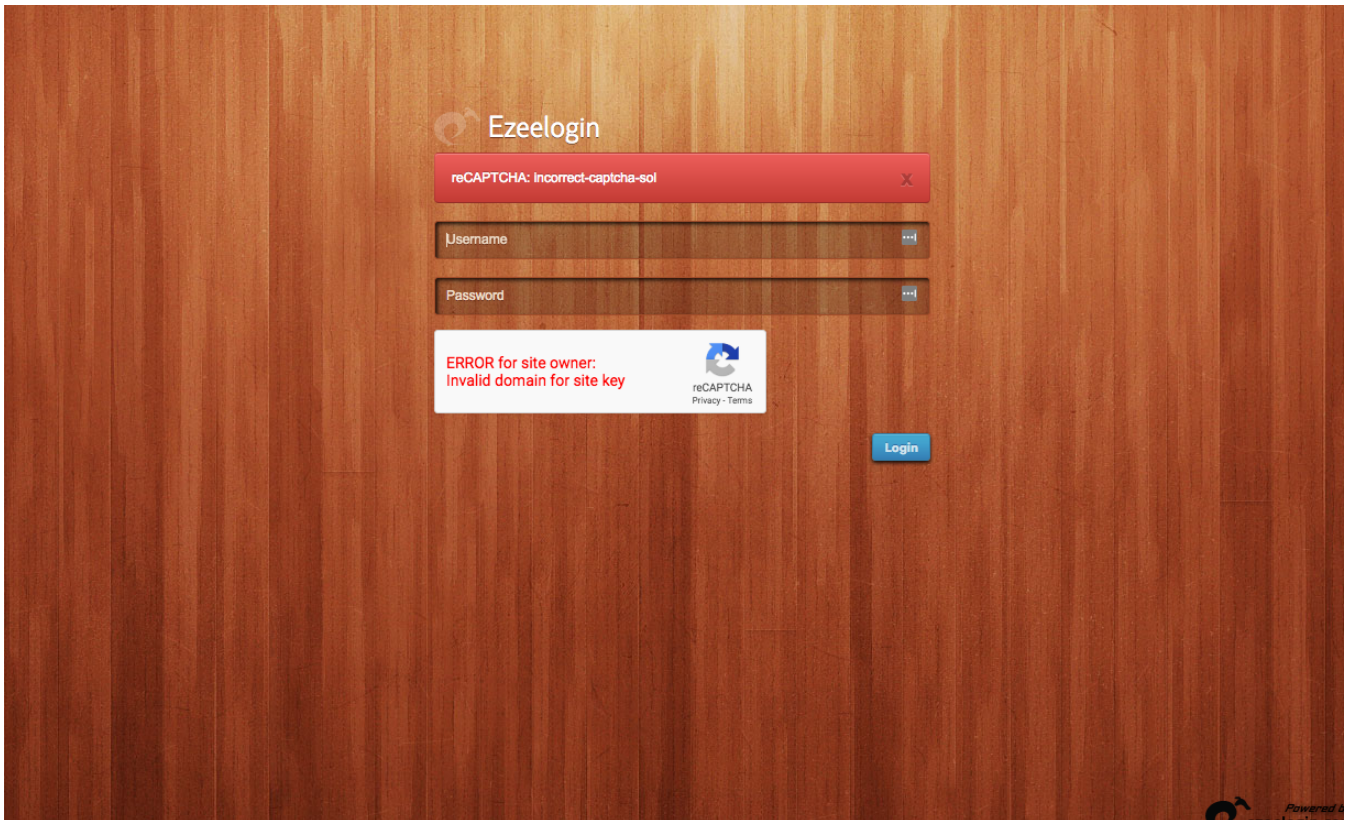 Ezeelogin
reCAPTCHA: incorrect-captcha-sol
x
Username
Password
ERROR for site owner:
Invalid domain for site key
reCAPTCHA
Privacy - Terms
Login
Powered b